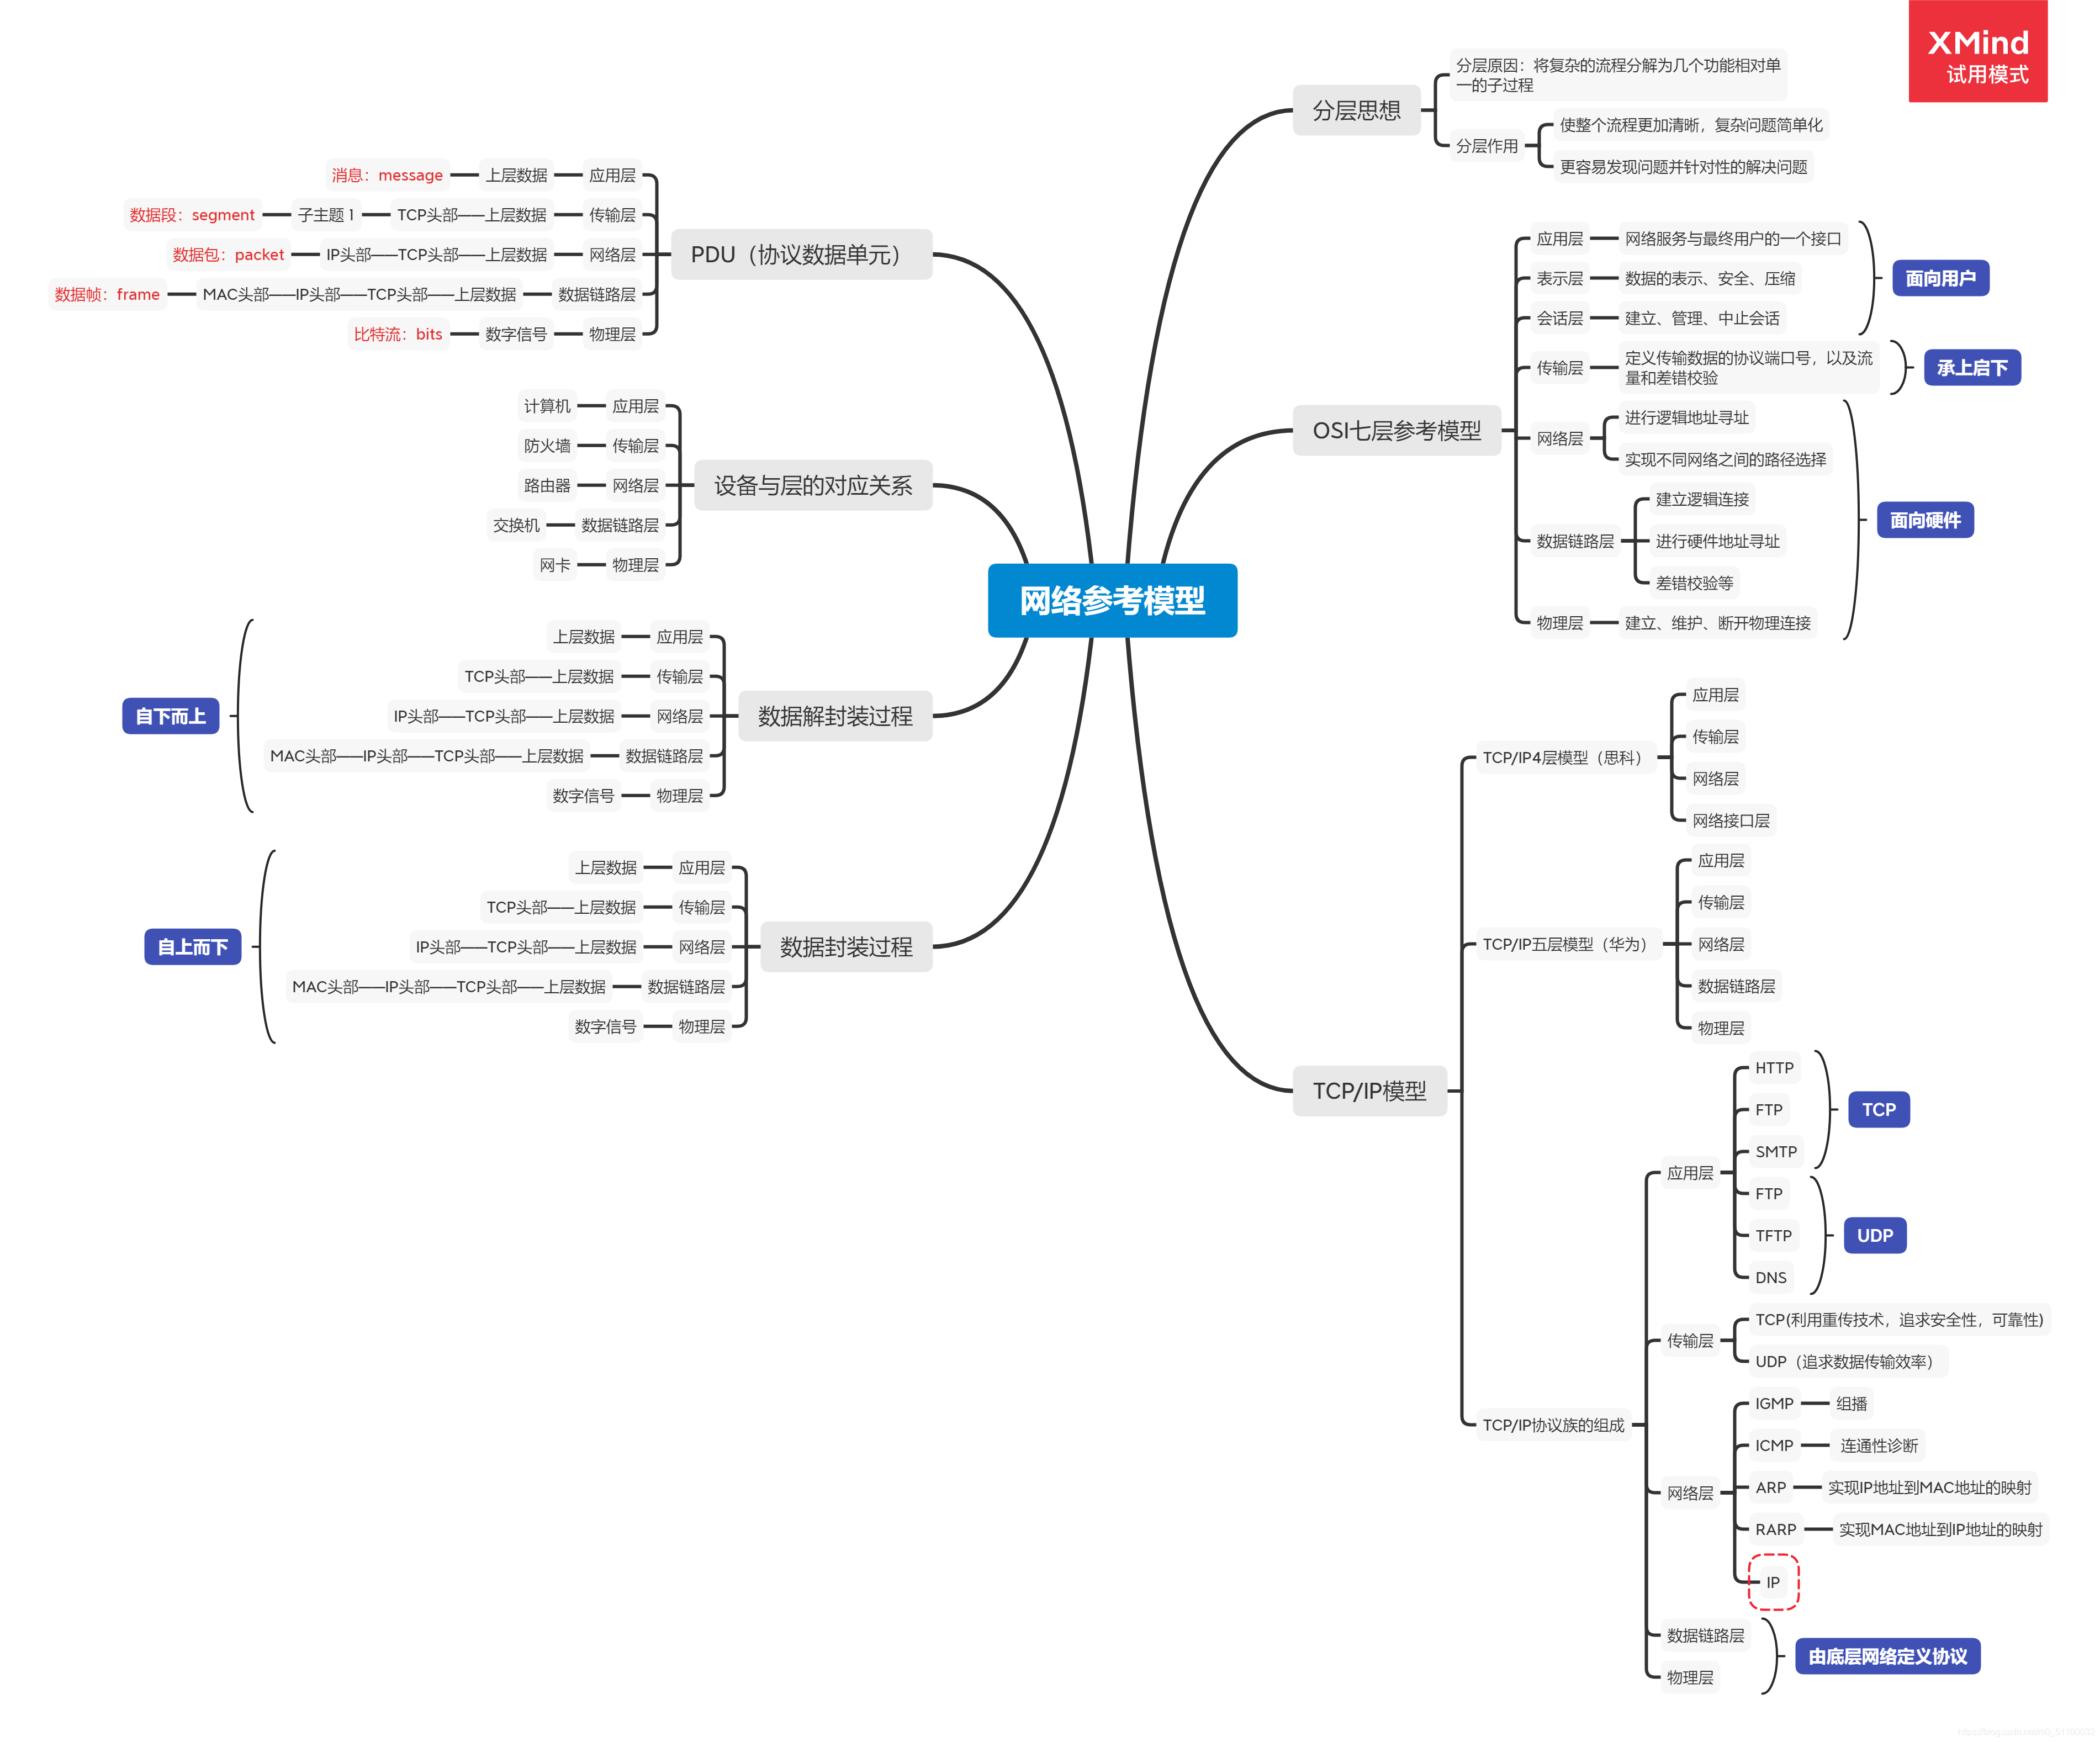 XMind
试用模式
网络参考模型
分层思想
分层原因：将复杂的流程分解为几个功能相对单
一的子过程
分层作用
使整个流程更加清晰，复杂问题简单化
更容易发现问题并针对性的解决问题
OSI七层参考模型
应用层
网络服务与最终用户的一个接口
表示层
数据的表示、安全、压缩
会话层
建立、管理、中止会话
面向用户
传输层
定义传输数据的协议端口号，以及流
量和差错校验
承上启下
网络层
进行逻辑地址寻址
实现不同网络之间的路径选择
数据链路层
建立逻辑连接
进行硬件地址寻址
差错校验等
物理层
建立、维护、断开物理连接
面向硬件
TCP/IP模型
TCP/IP4层模型（思科）
应用层
传输层
网络层
网络接口层
TCP/IP五层模型（华为）
应用层
传输层
网络层
数据链路层
物理层
TCP/IP协议族的组成
应用层
HTTP
FTP
SMTP
TCP
FTP
TFTP
DNS
UDP
传输层
TCP(利用重传技术，追求安全性，可靠性)
UDP（追求数据传输效率）
网络层
IGMP
组播
ICMP
连通性诊断
ARP
实现IP地址到MAC地址的映射
RARP
实现MAC地址到IP地址的映射
IP
数据链路层
物理层
由底层网络定义协议
PDU（协议数据单元）
应用层
上层数据
消息：message
传输层
TCP头部——上层数据
子主题 1
数据段：segment
网络层
IP头部——TCP头部——上层数据
数据包：packet
数据链路层
MAC头部——IP头部——TCP头部——上层数据
数据帧：frame
物理层
数字信号
比特流：bits
设备与层的对应关系
应用层
计算机
传输层
防火墙
网络层
路由器
数据链路层
交换机
物理层
网卡
数据解封装过程
应用层
上层数据
传输层
TCP头部——上层数据
网络层
IP头部——TCP头部——上层数据
数据链路层
MAC头部——IP头部——TCP头部——上层数据
物理层
数字信号
自下而上
数据封装过程
应用层
上层数据
传输层
TCP头部——上层数据
网络层
IP头部——TCP头部——上层数据
数据链路层
MAC头部——IP头部——TCP头部——上层数据
物理层
数字信号
自上而下